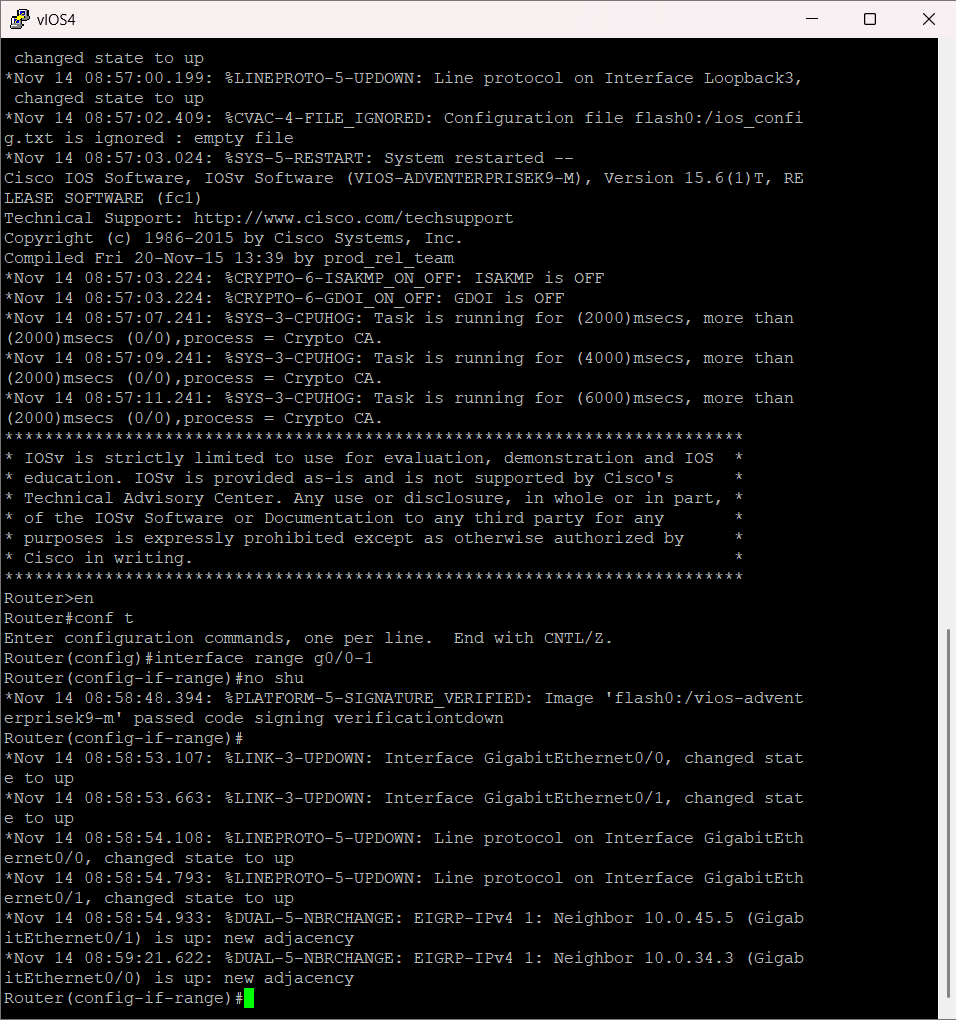 vIOS4
 changed state to up
*Nov 14 08:57:00.199: %LINEPROTO-5-UPDOWN: Line protocol on Interface Loopback3,
 changed state to up
*Nov 14 08:57:02.409: %CVAC-4-FILE_IGNORED: Configuration file flash0:/ios_confi
g.txt is ignored : empty file
*Nov 14 08:57:03.024: %SYS-5-RESTART: System restarted --
Cisco IOS Software, IOSv Software (VIOS-ADVENTERPRISEK9-M), Version 15.6(1)T, RE
LEASE SOFTWARE (fc1)
Technical Support: http://www.cisco.com/techsupport
Copyright (c) 1986-2015 by Cisco Systems, Inc.
Compiled Fri 20-Nov-15 13:39 by prod_rel_team
*Nov 14 08:57:03.224: %CRYPTO-6-ISAKMP_ON_OFF: ISAKMP is OFF
*Nov 14 08:57:03.224: %CRYPTO-6-GDOI_ON_OFF: GDOI is OFF
*Nov 14 08:57:07.241: %SYS-3-CPUHOG: Task is running for (2000)msecs, more than
(2000)msecs (0/0),process = Crypto CA.
*Nov 14 08:57:09.241: %SYS-3-CPUHOG: Task is running for (4000)msecs, more than
(2000)msecs (0/0),process = Crypto CA.
*Nov 14 08:57:11.241: %SYS-3-CPUHOG: Task is running for (6000)msecs, more than
(2000)msecs (0/0),process = Crypto CA.
**************************************************************************
* IOSv is strictly limited to use for evaluation, demonstration and IOS  *
* education. IOSv is provided as-is and is not supported by Cisco's      *
* Technical Advisory Center. Any use or disclosure, in whole or in part, *
* of the IOSv Software or Documentation to any third party for any       *
* purposes is expressly prohibited except as otherwise authorized by     *
* Cisco in writing.                                                      *
**************************************************************************
Router>en
Router#conf t
Enter configuration commands, one per line.  End with CNTL/Z.
Router(config)#interface range g0/0-1
Router(config-if-range)#no shu
*Nov 14 08:58:48.394: %PLATFORM-5-SIGNATURE_VERIFIED: Image 'flash0:/vios-advent
erprisek9-m' passed code signing verificationtdown
Router(config-if-range)#
*Nov 14 08:58:53.107: %LINK-3-UPDOWN: Interface GigabitEthernet0/0, changed stat
e to up
*Nov 14 08:58:53.663: %LINK-3-UPDOWN: Interface GigabitEthernet0/1, changed stat
e to up
*Nov 14 08:58:54.108: %LINEPROTO-5-UPDOWN: Line protocol on Interface GigabitEth
ernet0/0, changed state to up
*Nov 14 08:58:54.793: %LINEPROTO-5-UPDOWN: Line protocol on Interface GigabitEth
ernet0/1, changed state to up
*Nov 14 08:58:54.933: %DUAL-5-NBRCHANGE: EIGRP-IPv4 1: Neighbor 10.0.45.5 (Gigab
itEthernet0/1) is up: new adjacency
*Nov 14 08:59:21.622: %DUAL-5-NBRCHANGE: EIGRP-IPv4 1: Neighbor 10.0.34.3 (Gigab
itEthernet0/0) is up: new adjacency
Router(config-if-range)#